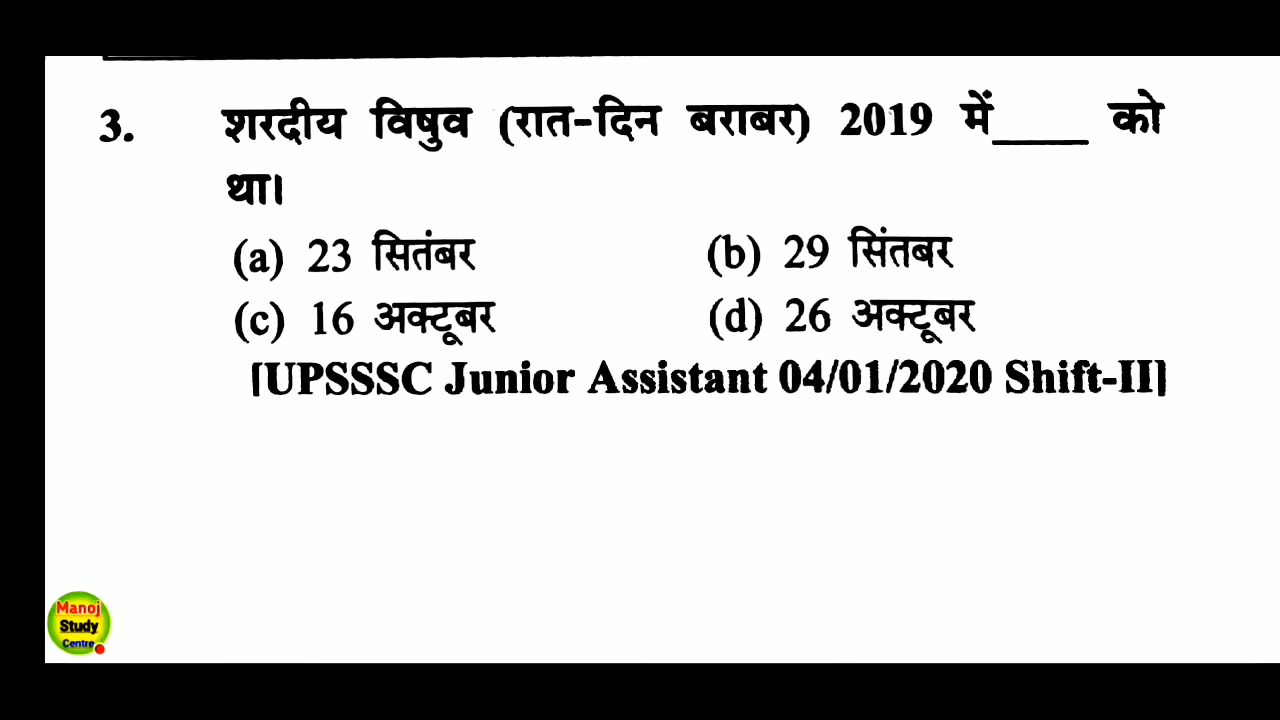 3. शरदीय विषुव (रात-दिन बराबर) 2019 में____ को
था।
(a) 23 सितंबर (b) 29 सिंतबर
(c) 16 अक्टूबर (d) 26 अक्टूबर
[UPSSSC Junior Assistant 04/01/2020 Shift-II]
Manoj
Study
Centre